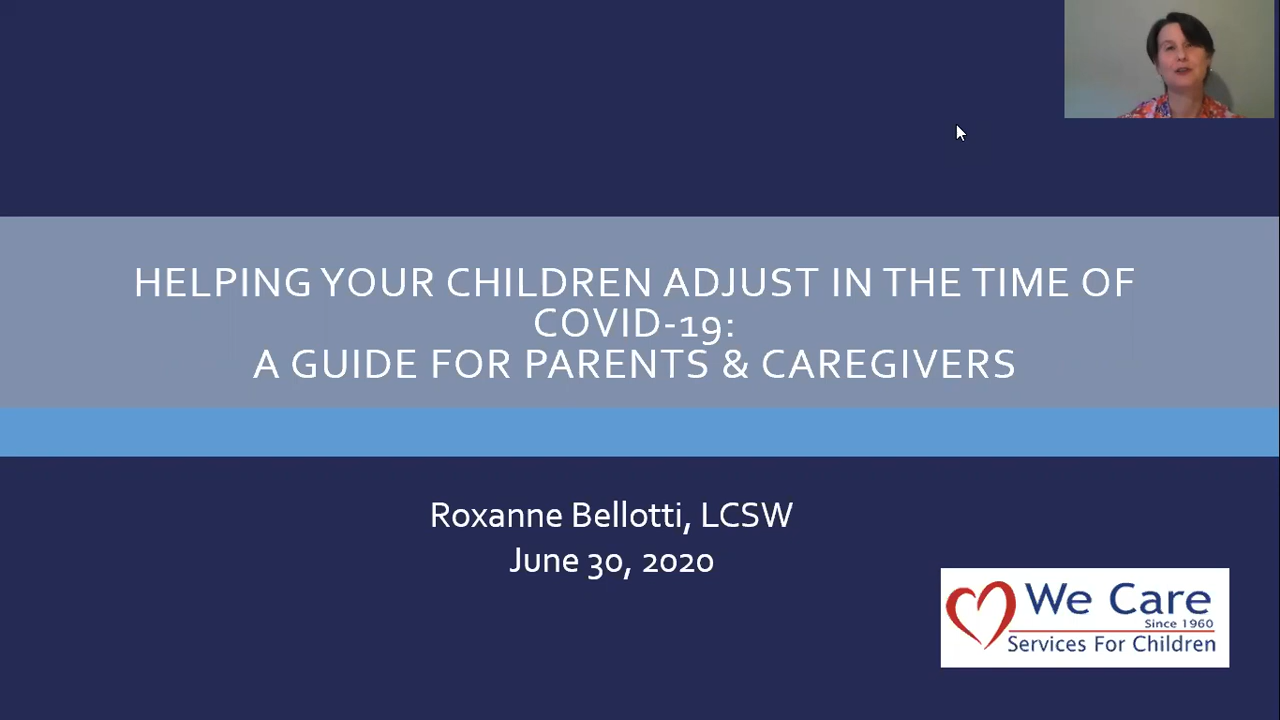 HELPING YOUR CHILDREN ADJUST IN THE TIME OF
COVID-19:
A GUIDE FOR PARENTS & CAREGIVERS
Roxanne Bellotti, LCSW
June 30, 2020
We Care
Since 1960
Services For Children